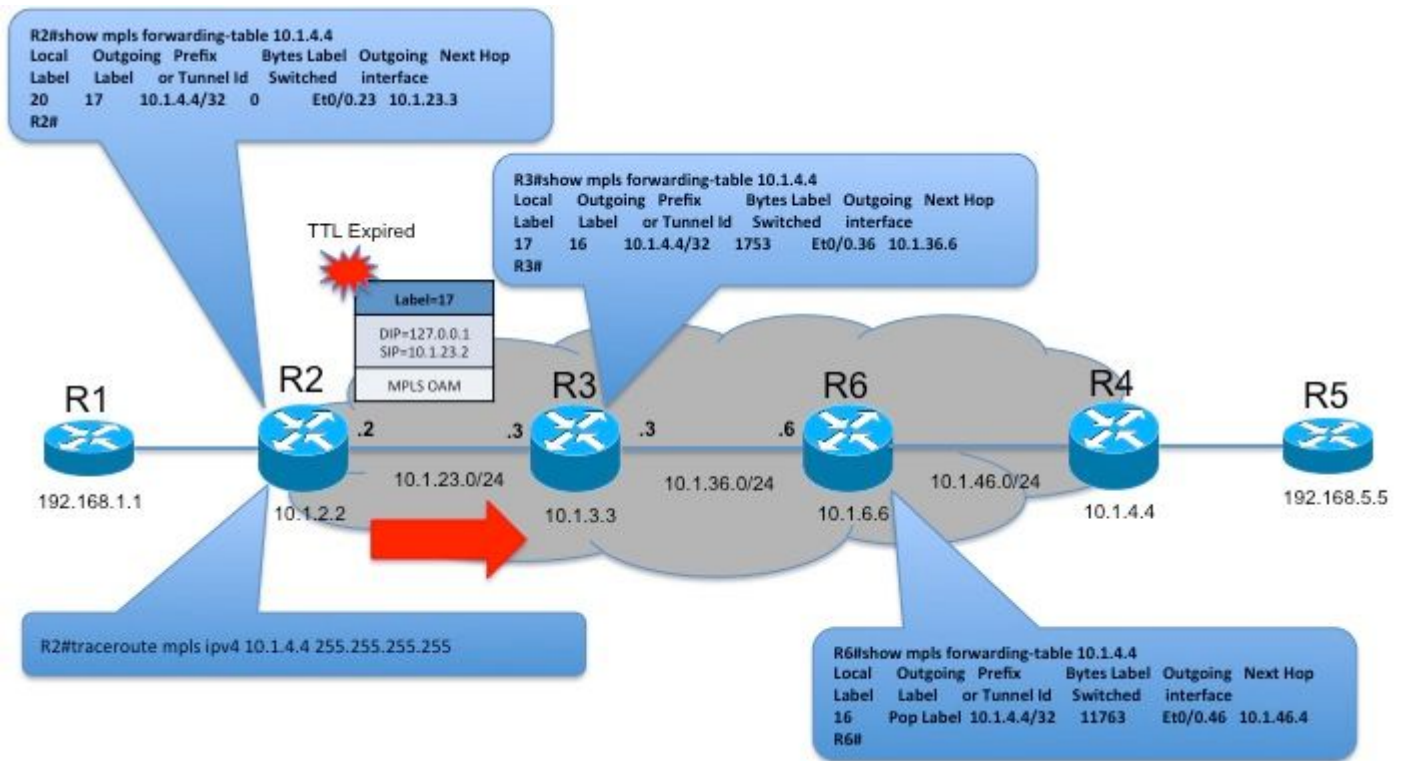 R2#show mpls forwarding-table 10.1.4.4
Local Outgoing Prefix Bytes Label Outgoing Next Hop
Label Label or Tunnel Id Switched interface
20 17 10.1.4.4/32 0 Et0/0.23 10.1.23.3
R2#
R3#show mpls forwarding-table 10.1.4.4
Local Outgoing Prefix Bytes Label Outgoing Next Hop
Label Label or Tunnel Id Switched interface
17 16 10.1.4.4/32 1753 Et0/0.36 10.1.36.6
R3#
TTL Expired
Label=17
DIP=127.0.0.1
SIP=10.1.23.2
MPLS OAM
R1
R2
R3
R6
R4
R5
.2
.3
.3
.6
10.1.23.0/24
10.1.36.0/24
10.1.46.0/24
192.168.1.1
10.1.2.2
10.1.3.3
10.1.6.6
10.1.4.4
192.168.5.5
R2#traceroute mpls ipv4 10.1.4.4 255.255.255.255
R6#show mpls forwarding-table 10.1.4.4
Local Outgoing Prefix Bytes Label Outgoing Next Hop
Label Label or Tunnel Id Switched interface
16 Pop Label 10.1.4.4/32 11763 Et0/0.46 10.1.46.4
R6#